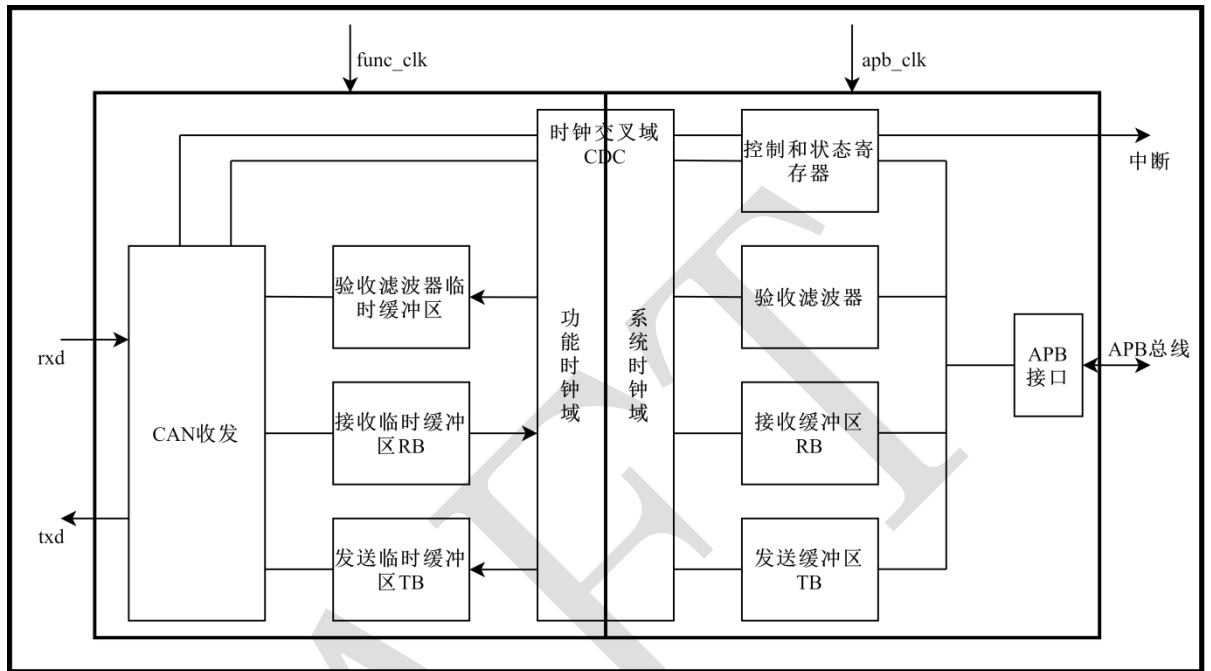 func_clk
apb_clk
时钟交叉域
CDC
控制和状态寄
存器
中断
验收滤波器临
时缓冲区
功能时钟域
系统时钟域
验收滤波器
rxd
APB
接口
APB总线
CAN收发
接收临时缓冲
区RB
接收缓冲区
RB
txd
发送临时缓冲
区TB
发送缓冲区
TB